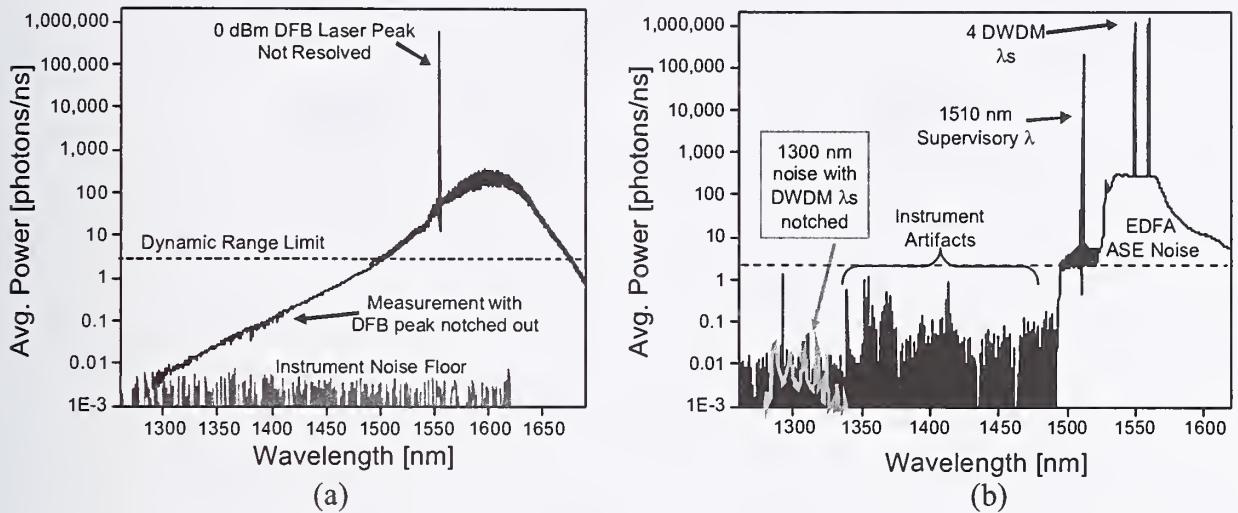 Avg. Power [photons/ns]
1,000,000
100,000
10,000
1,000
100
10
1
0.1
0.01
1E-3
0 dBm DFB Laser Peak
Not Resolved
Dynamic Range Limit
Measurement with
DFB peak notched out
Instrument Noise Floor
1300 1350 1400 1450 1500 1550 1600 1650
Wavelength [nm]
(a)
Avg. Power [photons/ns]
1,000,000
100,000
10,000
1,000
100
10
1
0.1
0.01
1E-3
4 DWDM
λs
1510 nm
Supervisory λ
1300 nm
noise with
DWDM λs
notched
Instrument
Artifacts
EDFA
ASE Noise
1300 1350 1400 1450 1500 1550 1600
Wavelength [nm]
(b)